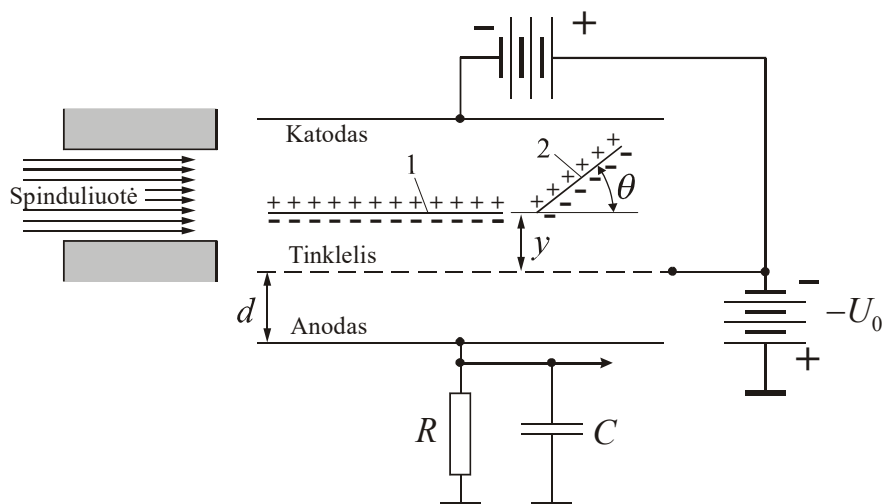 - +
Katodas
Spinduliuotė
1
2
θ
+ + + + + + + + + + + +
- - - - - - - - - - - -
+ + + + + +
- - - - - -
y
Tinklelis
d
Anodas
-
−U₀
+
R
C